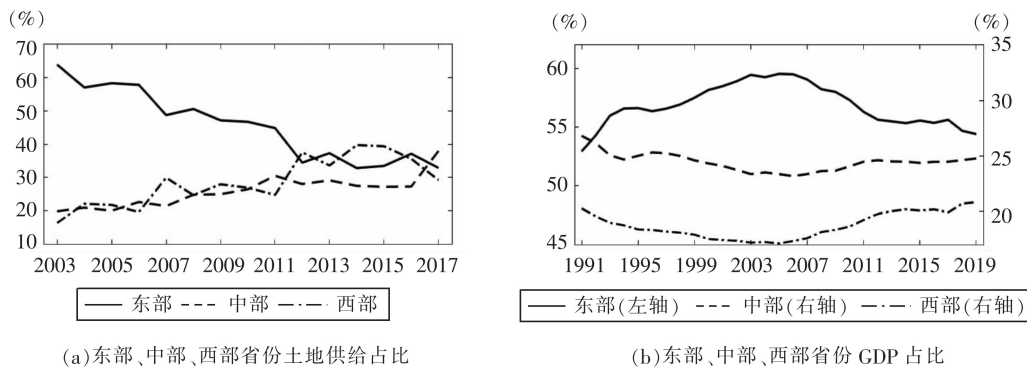 (%)
70
60
50
40
30
20
10
2003 2005 2007 2009 2011 2013 2015 2017
东部 中部 西部
(a)东部、中部、西部省份土地供给占比
(%) (%)
60
55
50
45
35
30
25
20
1991 1995 1999 2003 2007 2011 2015 2019
东部(左轴) 中部(右轴) 西部(右轴)
(b)东部、中部、西部省份 GDP 占比